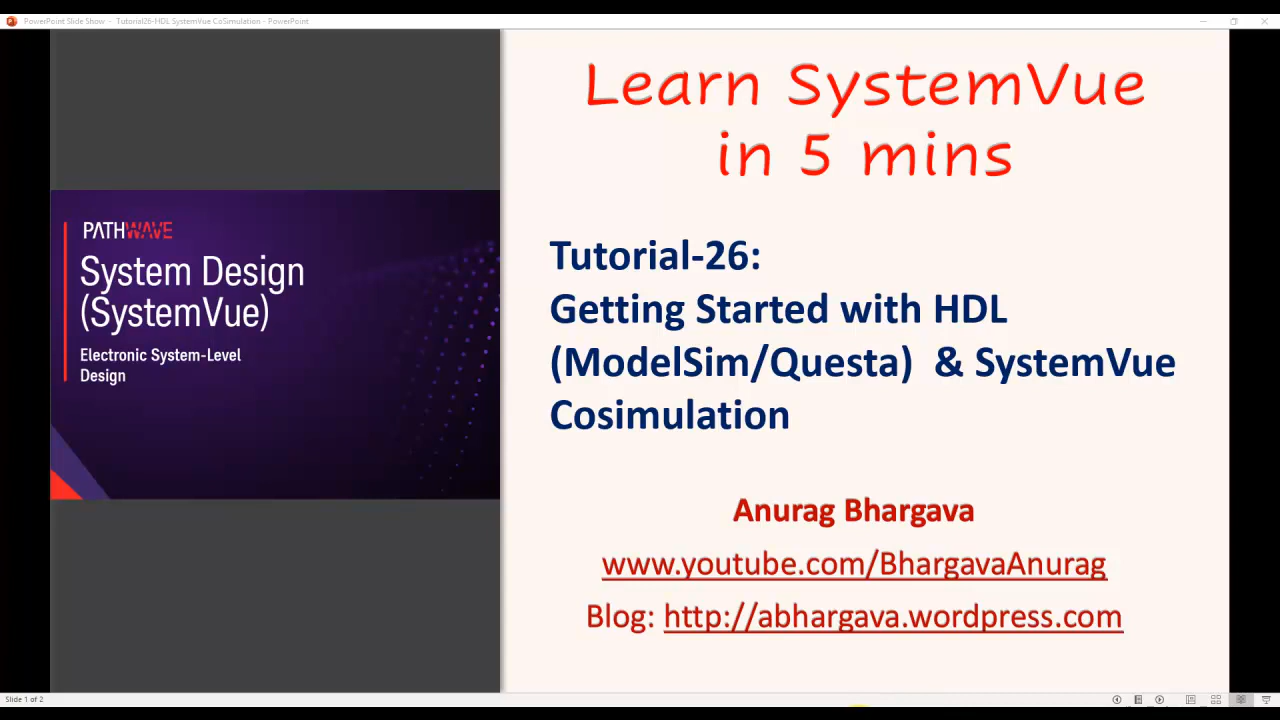 PowerPoint Slide Show - Tutorial26-HDL SystemVue CoSimulation - PowerPoint
Learn SystemVue
in 5 mins
PATHWAVE
System Design
(SystemVue)
Electronic System-Level
Design
Tutorial-26:
Getting Started with HDL
(ModelSim/Questa) & SystemVue
Cosimulation
Anurag Bhargava
www.youtube.com/BhargavaAnurag
Blog: http://abhargava.wordpress.com
Slide 1 of 2